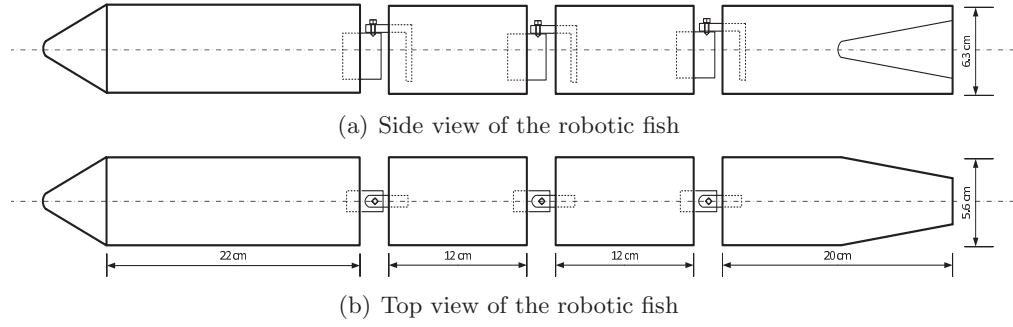 6.3 cm
(a) Side view of the robotic fish
5.6 cm
22 cm
12 cm
12 cm
20 cm
(b) Top view of the robotic fish